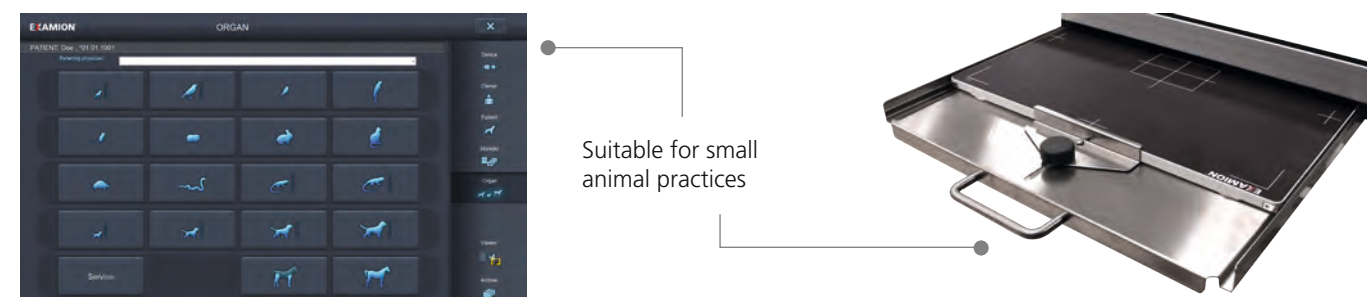 EXAMION
ORGAN
PATIENT: Doe , *01.01.1901
Referring physician:
Device
Owner
Patient
Worklist
Organ
Viewer
Service
Archive
Suitable for small
animal practices
EXAMION